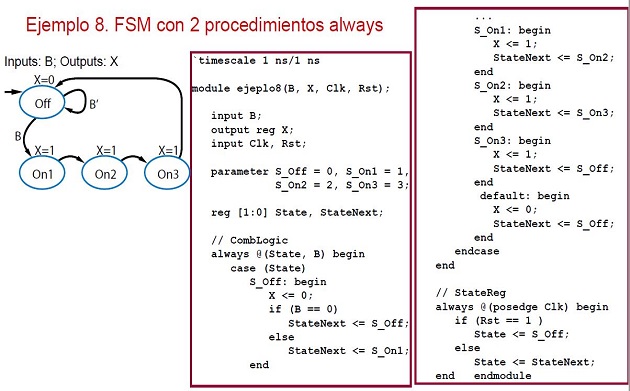 Ejemplo 8. FSM con 2 procedimientos always
Inputs: B; Outputs: X
X=0
Off
B'
B
X=1
X=1
X=1
On1
On2
On3
`timescale 1 ns/1 ns
module ejeplo8(B, X, Clk, Rst);
input B;
output reg X;
input Clk, Rst;
parameter S_Off = 0, S_On1 = 1,
S_On2 = 2, S_On3 = 3;
reg [1:0] State, StateNext;
// CombLogic
always @(State, B) begin
case (State)
S_Off: begin
X <= 0;
if (B == 0)
StateNext <= S_Off;
else
StateNext <= S_On1;
end
...
S_On1: begin
X <= 1;
StateNext <= S_On2;
end
S_On2: begin
X <= 1;
StateNext <= S_On3;
end
S_On3: begin
X <= 1;
StateNext <= S_Off;
end
default: begin
X <= 0;
StateNext <= S_Off;
end
endcase
end
// StateReg
always @(posedge Clk) begin
if (Rst == 1 )
State <= S_Off;
else
State <= StateNext;
end endmodule